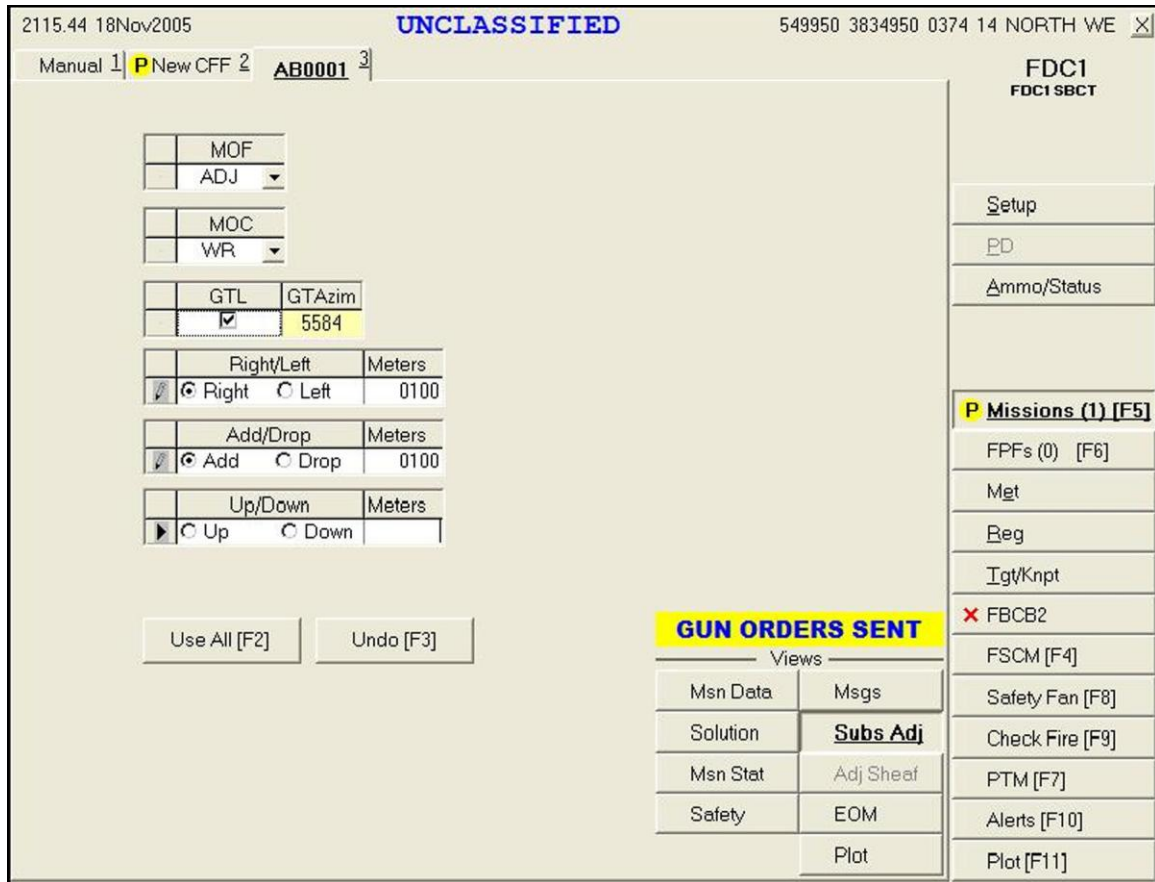 2115.44 18Nov2005 UNCLASSIFIED 549950 3834950 0374 14 NORTH WE X
Manual 1 P New CFF 2 AB0001 3
FDC1
FDC1 SBCT
MOF
ADJ
MOC
WR
GTL GTAzim
5584
Right/Left Meters
Right Left 0100
Add/Drop Meters
Add Drop 0100
Up/Down Meters
Up Down
Use All [F2] Undo [F3]
GUN ORDERS SENT
Views
Msn Data Msgs
Solution Subs Adj
Msn Stat Adj Sheaf
Safety EOM
Plot
Setup
PD
Ammo/Status
P Missions (1) [F5]
FPFs (0) [F6]
Met
Reg
Tgt/Knpt
FBCB2
FSCM [F4]
Safety Fan [F8]
Check Fire [F9]
PTM [F7]
Alerts [F10]
Plot [F11]